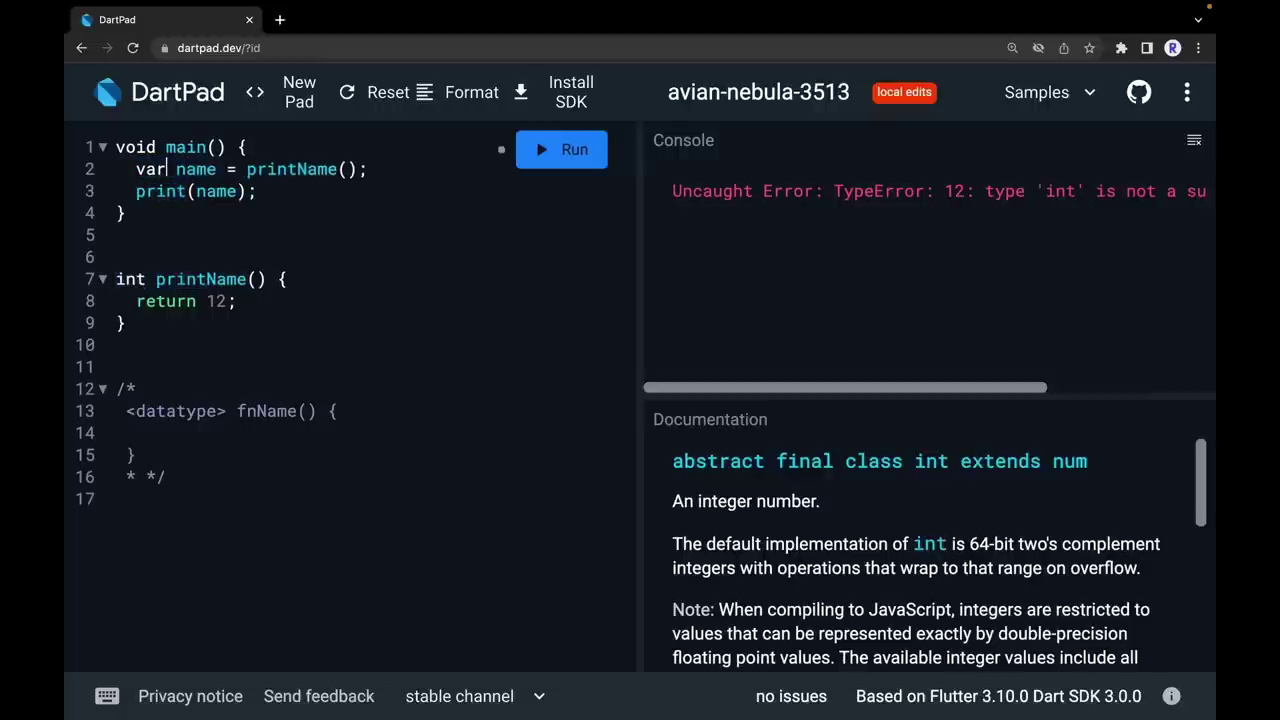 DartPad
dartpad.dev/?id
R
DartPad
<> New Pad
Reset
Format
Install SDK
avian-nebula-3513
local edits
Samples
Run
1 void main() {
2 var name = printName();
3 print(name);
4 }
5
6
7 int printName() {
8 return 12;
9 }
10
11
12 /*
13 <datatype> fnName() {
14
15 }
16 * */
17
Console
Uncaught Error: TypeError: 12: type 'int' is not a su
Documentation
abstract final class int extends num
An integer number.
The default implementation of int is 64-bit two's complement
integers with operations that wrap to that range on overflow.
Note: When compiling to JavaScript, integers are restricted to
values that can be represented exactly by double-precision
floating point values. The available integer values include all
Privacy notice
Send feedback
stable channel
no issues
Based on Flutter 3.10.0 Dart SDK 3.0.0